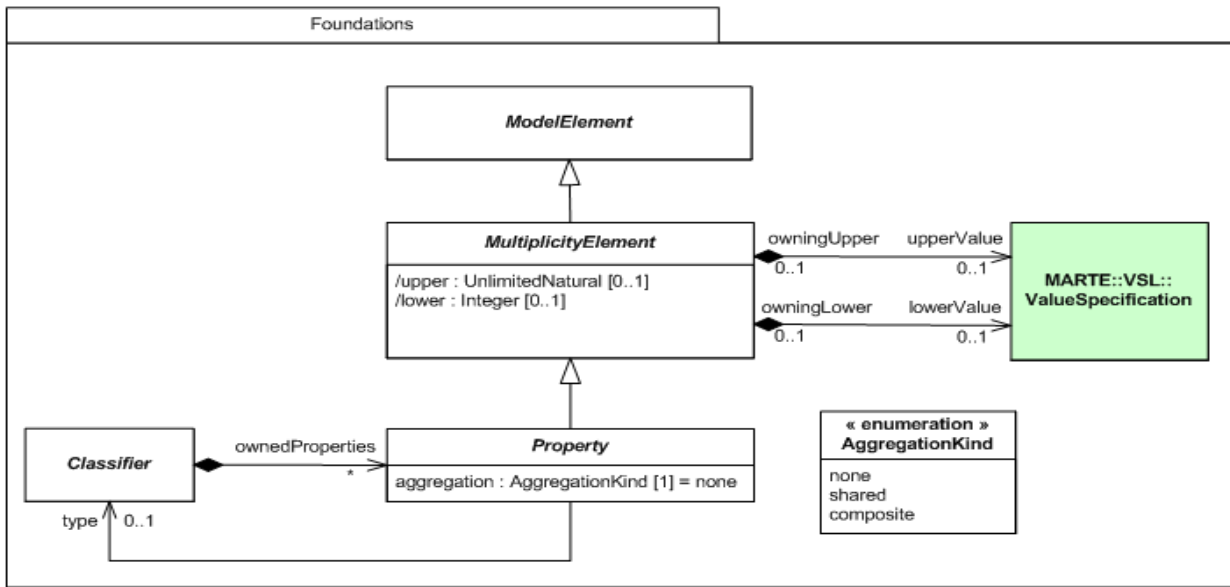 Foundations
ModelElement
MultiplicityElement
/upper : UnlimitedNatural [0..1]
/lower : Integer [0..1]
owningUpper
upperValue
0..1
0..1
owningLower
lowerValue
0..1
0..1
MARTE::VSL::
ValueSpecification
Classifier
ownedProperties
*
Property
aggregation : AggregationKind [1] = none
type
0..1
« enumeration »
AggregationKind
none
shared
composite